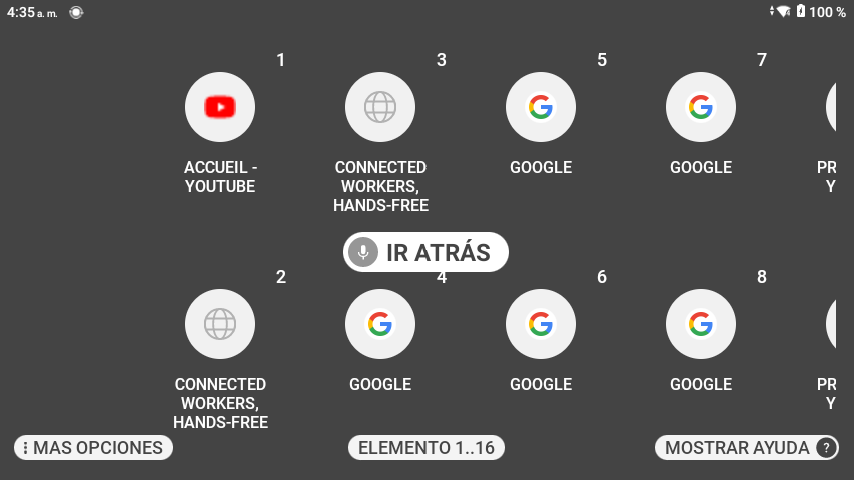 4:35 a. m.
100 %
1
3
5
7
ACCUEIL -
YOUTUBE
CONNECTED
WORKERS,
HANDS-FREE
GOOGLE
GOOGLE
PR
Y
IR ATRÁS
2
4
6
8
CONNECTED
WORKERS,
HANDS-FREE
GOOGLE
GOOGLE
GOOGLE
PR
Y
MAS OPCIONES
ELEMENTO 1..16
MOSTRAR AYUDA ?